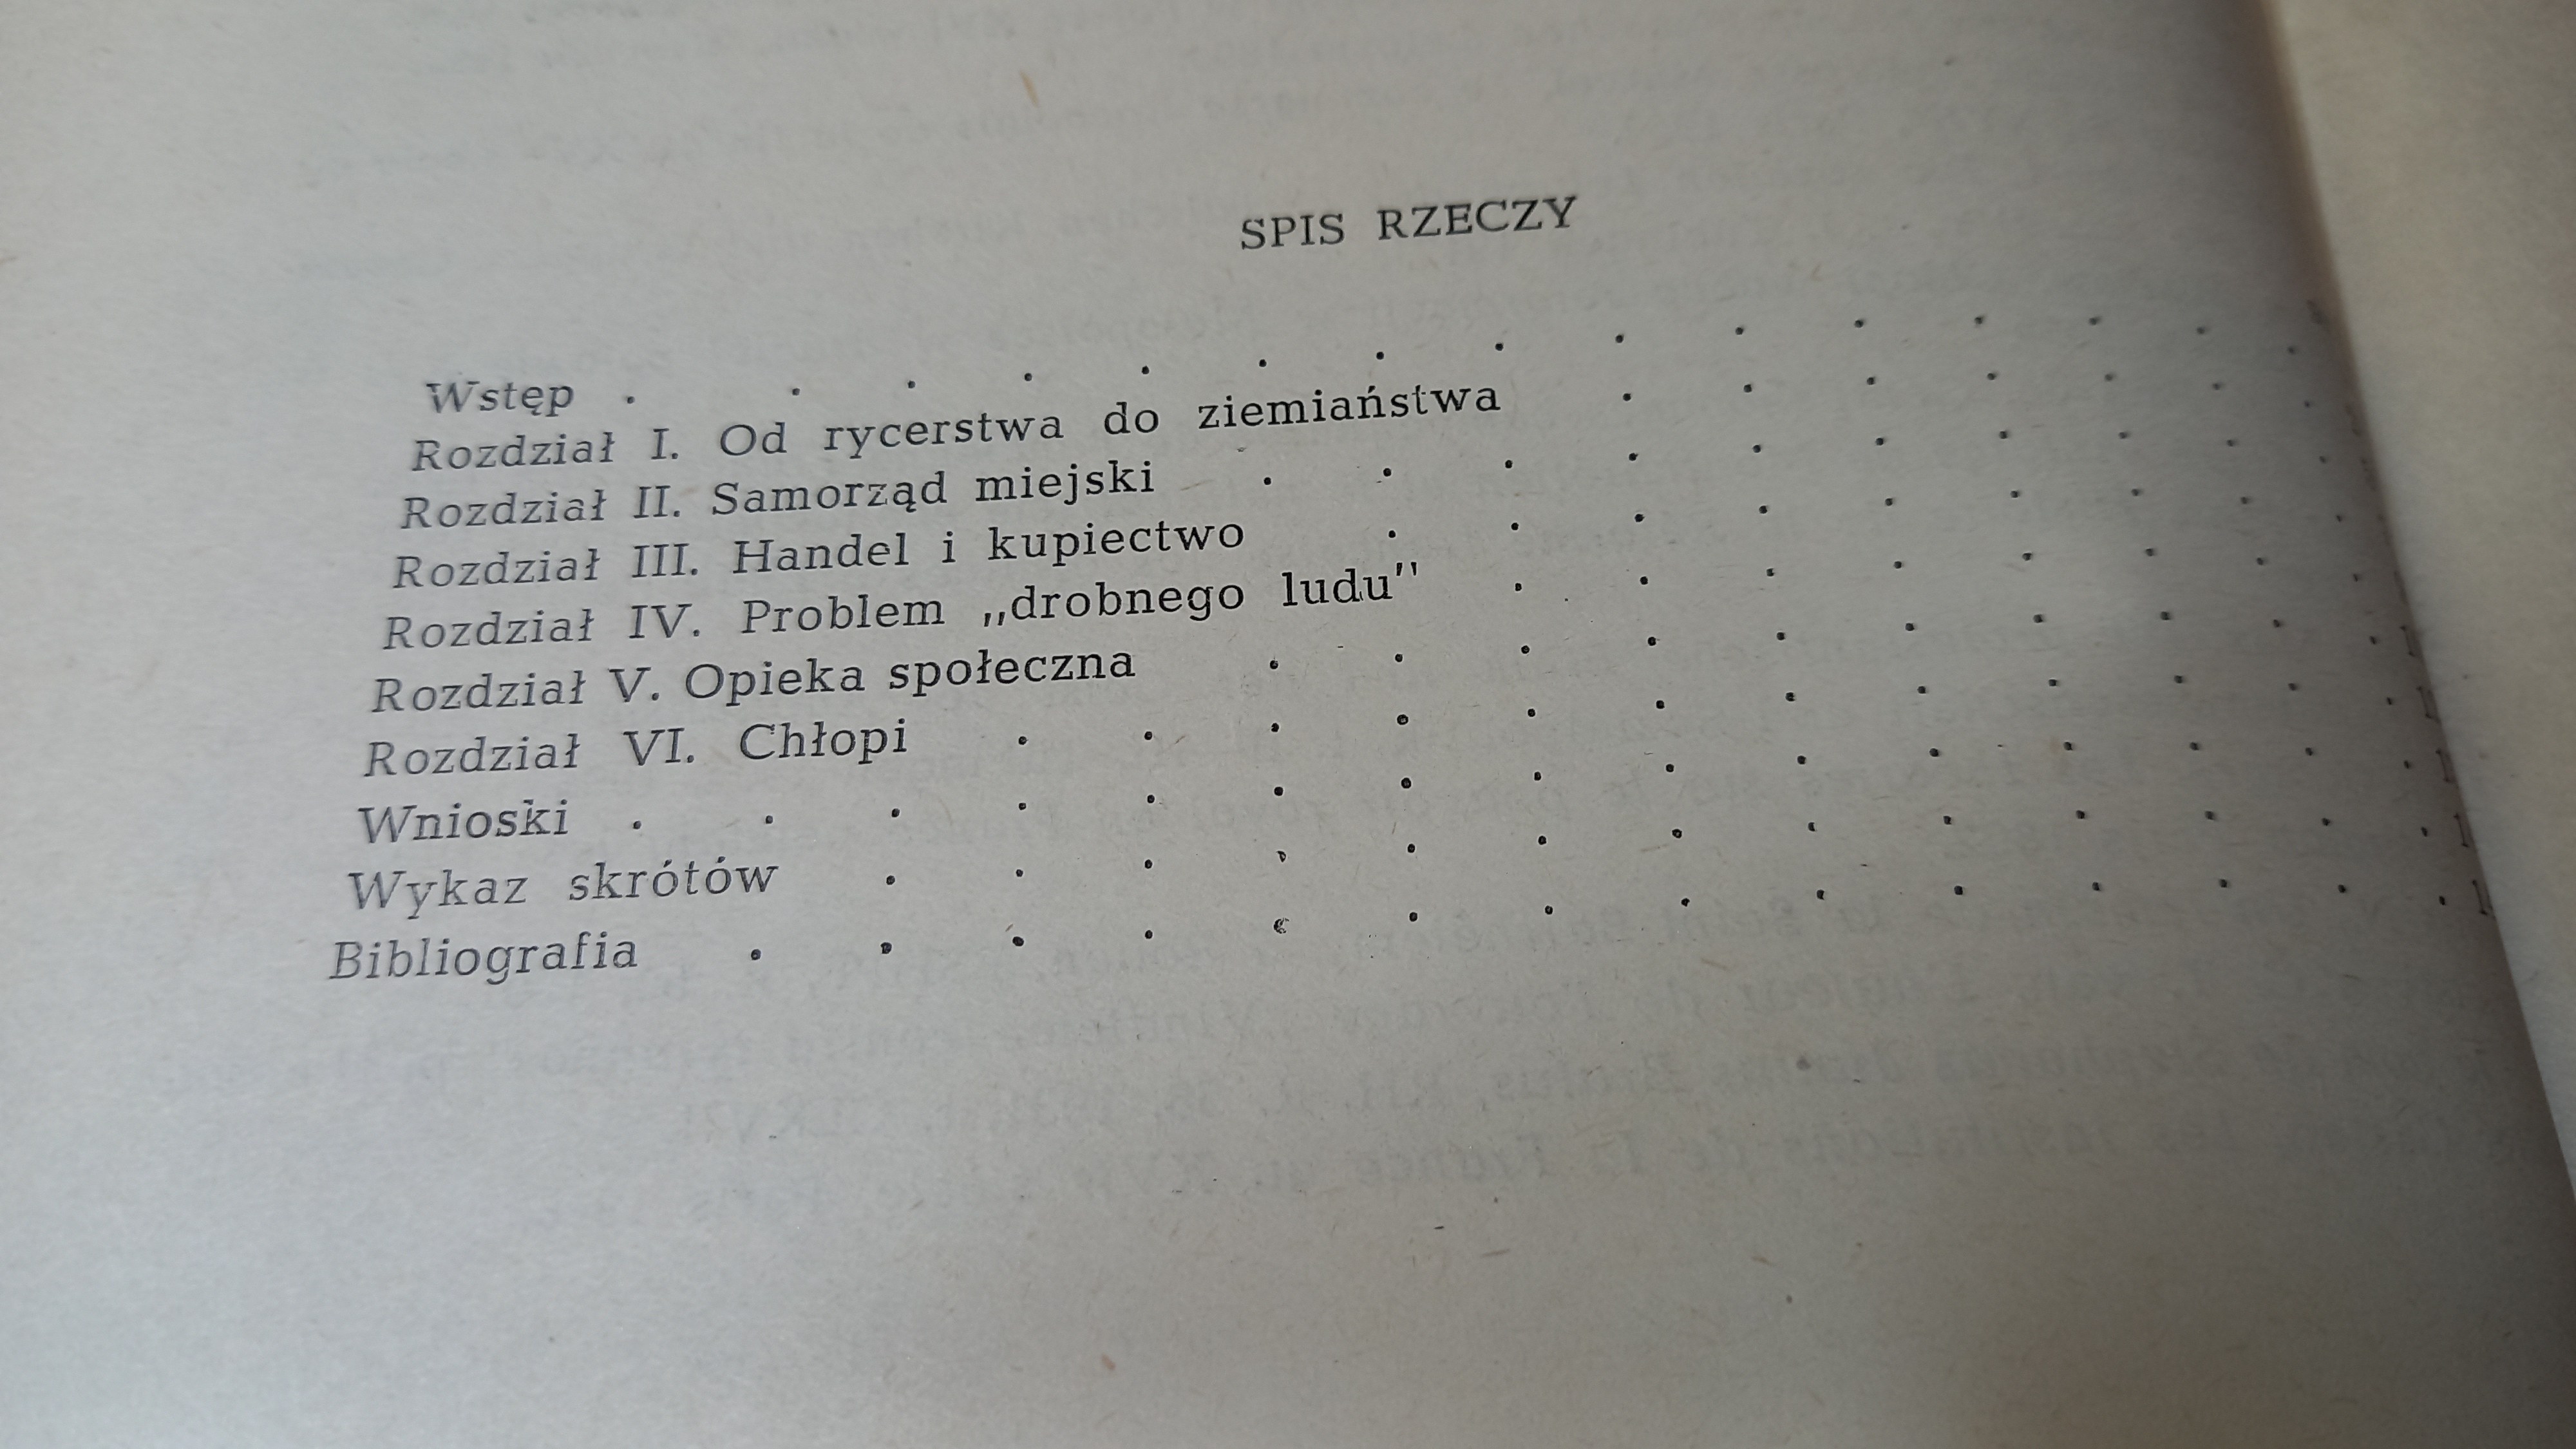 SPIS RZECZY
Wstęp . . . . . . . . . . . . . . .
Rozdział I. Od rycerstwa do ziemiaństwa . . . . . . .
Rozdział II. Samorząd miejski . . . . . . . . . .
Rozdział III. Handel i kupiectwo . . . . . . . . .
Rozdział IV. Problem „drobnego ludu" . . . . . . . .
Rozdział V. Opieka społeczna . . . . . . . . . .
Rozdział VI. Chłopi . . . . . . . . . . . .
Wnioski . . . . . . . . . . . . . . .
Wykaz skrótów . . . . . . . . . . . . .
Bibliografia . . . . . . . . . . . . . .